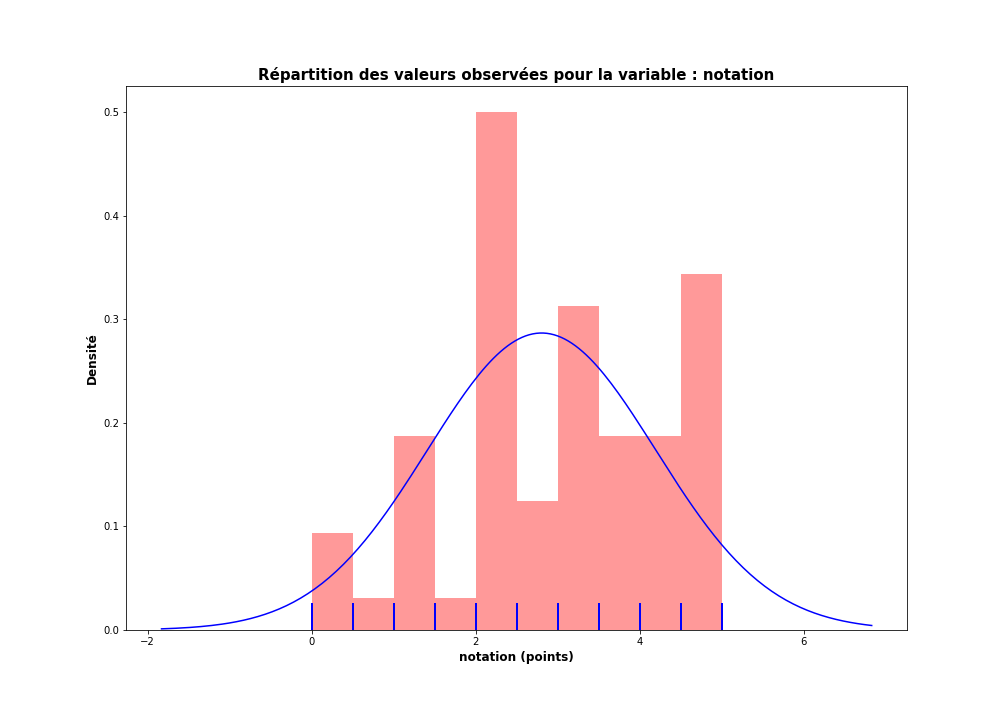 Répartition des valeurs observées pour la variable : notation
0.5
0.4
0.3
0.2
0.1
0.0
Densité
−2 0 2 4 6
notation (points)